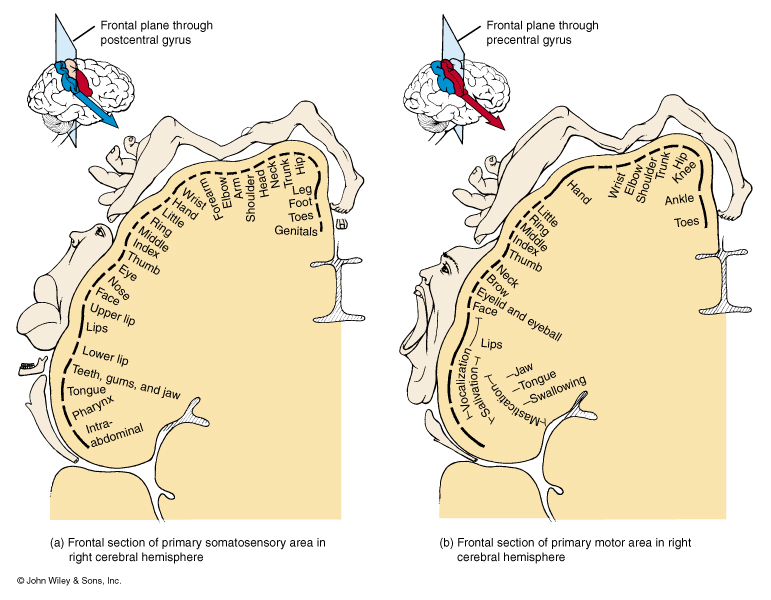 Frontal plane through
postcentral gyrus
Wrist
Hand
Little
Ring
Middle
Index
Thumb
Eye
Nose
Face
Upper lip
Lips
Lower lip
Teeth, gums, and jaw
Tongue
Pharynx
Intra-
abdominal
Forearm
Elbow
Arm
Shoulder
Head
Neck
Trunk
Hip
Leg
Foot
Toes
Genitals
(a) Frontal section of primary somatosensory area in
right cerebral hemisphere
Frontal plane through
precentral gyrus
Hand
Little
Ring
Middle
Index
Thumb
Neck
Brow
Eyelid and eyeball
Face
Lips
Vocalization
Salivation
Mastication
Jaw
Tongue
Swallowing
Wrist
Elbow
Shoulder
Trunk
Hip
Knee
Ankle
Toes
(b) Frontal section of primary motor area in right
cerebral hemisphere
© John Wiley & Sons, Inc.